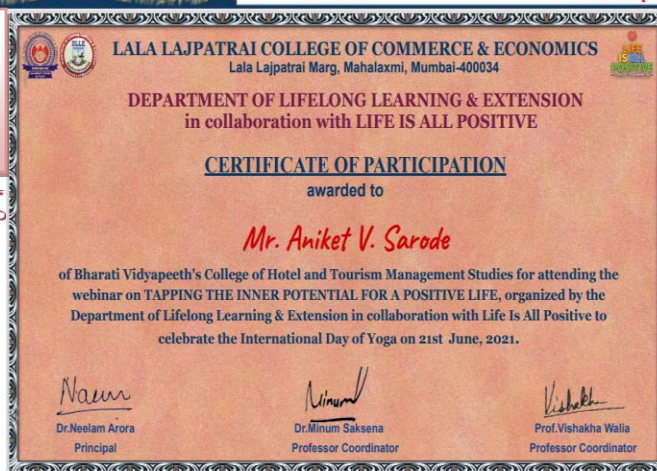 LALA LAJPATRAI COLLEGE OF COMMERCE & ECONOMICS
Lala Lajpatrai Marg, Mahalaxmi, Mumbai-400034
LIFE
IS ALL
POSITIVE
DEPARTMENT OF LIFELONG LEARNING & EXTENSION
in collaboration with LIFE IS ALL POSITIVE
CERTIFICATE OF PARTICIPATION
awarded to
Mr. Aniket V. Sarode
of Bharati Vidyapeeth's College of Hotel and Tourism Management Studies for attending the
webinar on TAPPING THE INNER POTENTIAL FOR A POSITIVE LIFE, organized by the
Department of Lifelong Learning & Extension in collaboration with Life Is All Positive to
celebrate the International Day of Yoga on 21st June, 2021.
Dr.Neelam Arora
Principal
Dr.Minum Saksena
Professor Coordinator
Prof.Vishakha Walia
Professor Coordinator